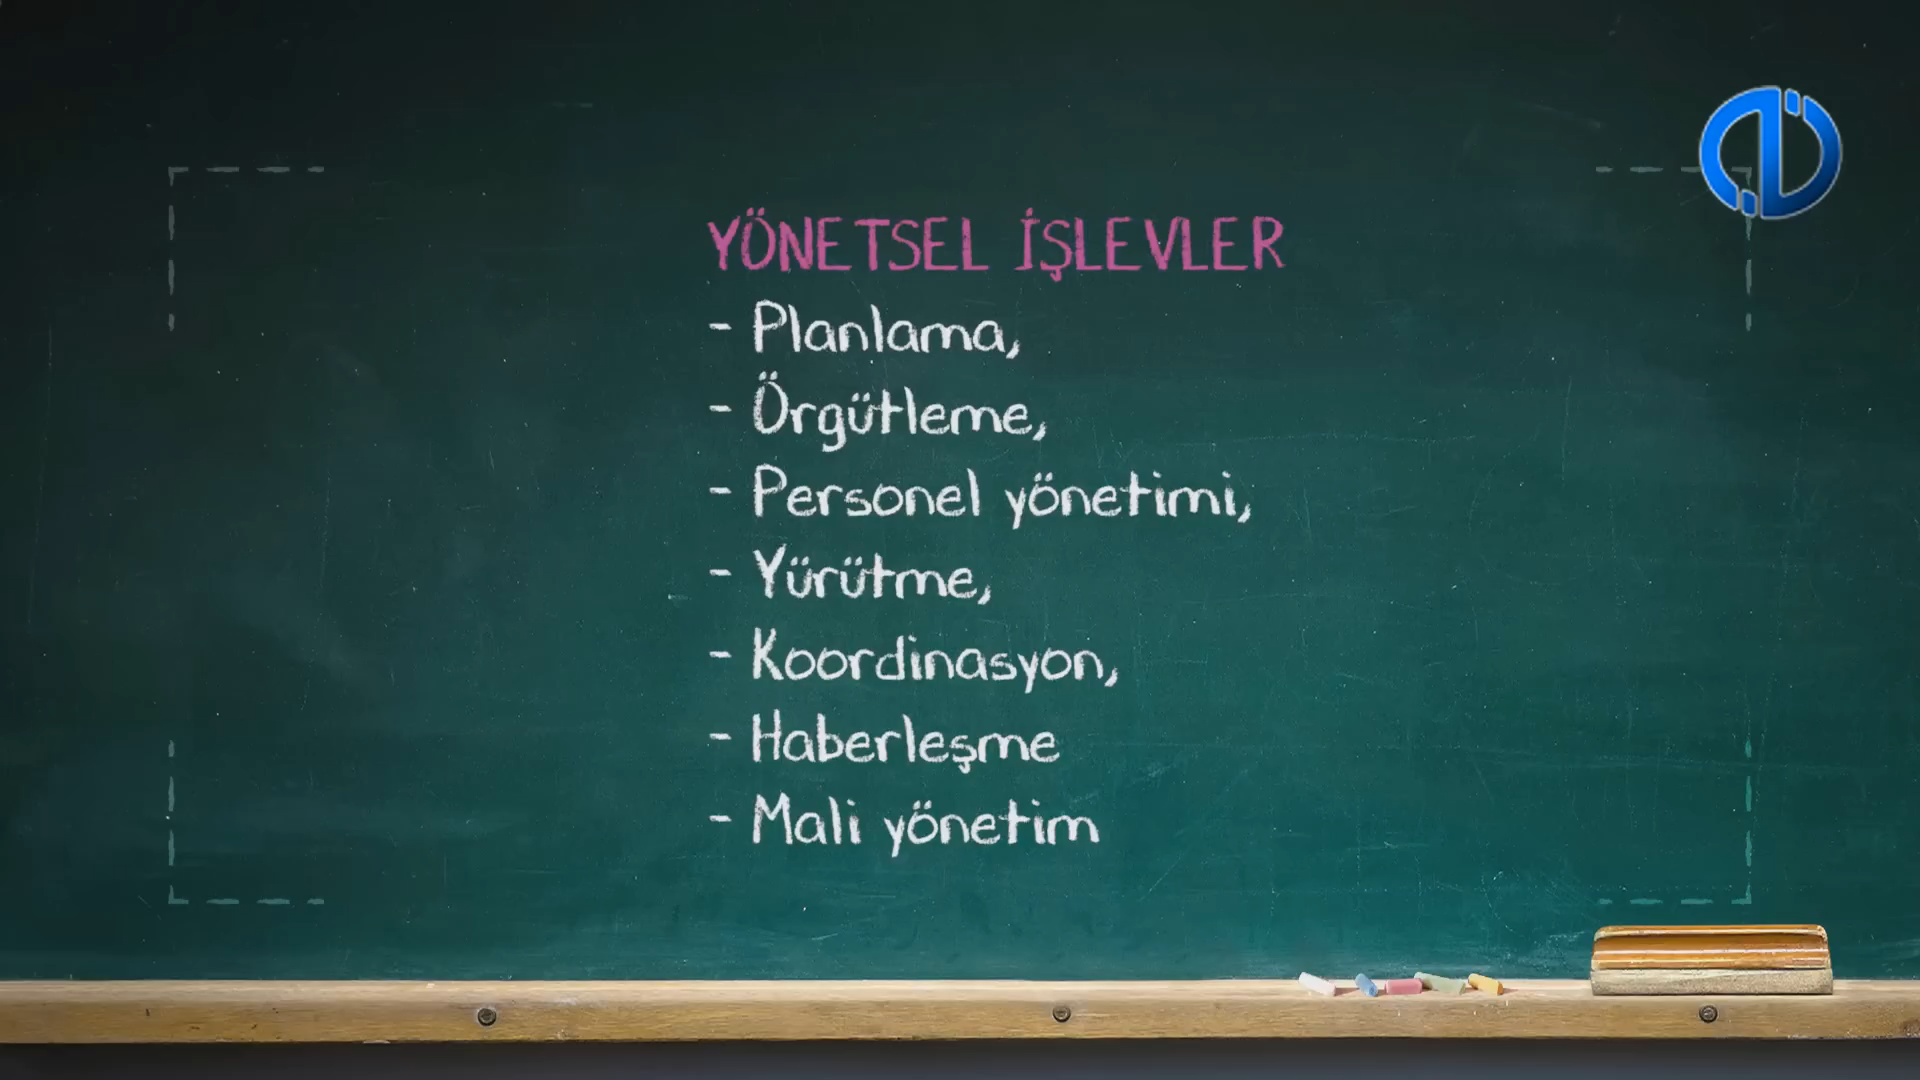 YÖNETSEL İŞLEVLER
- Planlama,
- Örgütleme,
- Personel yönetimi,
- Yürütme,
- Koordinasyon,
- Haberleşme
- Mali yönetim